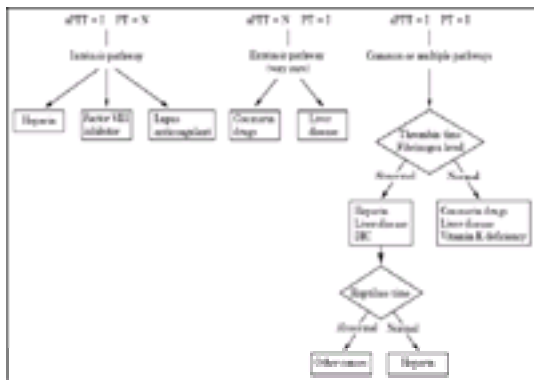 aPTT = I PT = N
Intrinsic pathway
Heparin
Factor VIII
inhibitor
Lupus
anticoagulant
aPTT = N PT = I
Extrinsic pathway
(very rare)
Coumarin
drugs
Liver
disease
aPTT = I PT = I
Common or multiple pathways
Thrombin time
Fibrinogen level
Abnormal
Normal
Heparin
Liver disease
DIC
Coumarin drugs
Liver disease
Vitamin K deficiency
Reptilase time
Abnormal
Normal
Other causes
Heparin